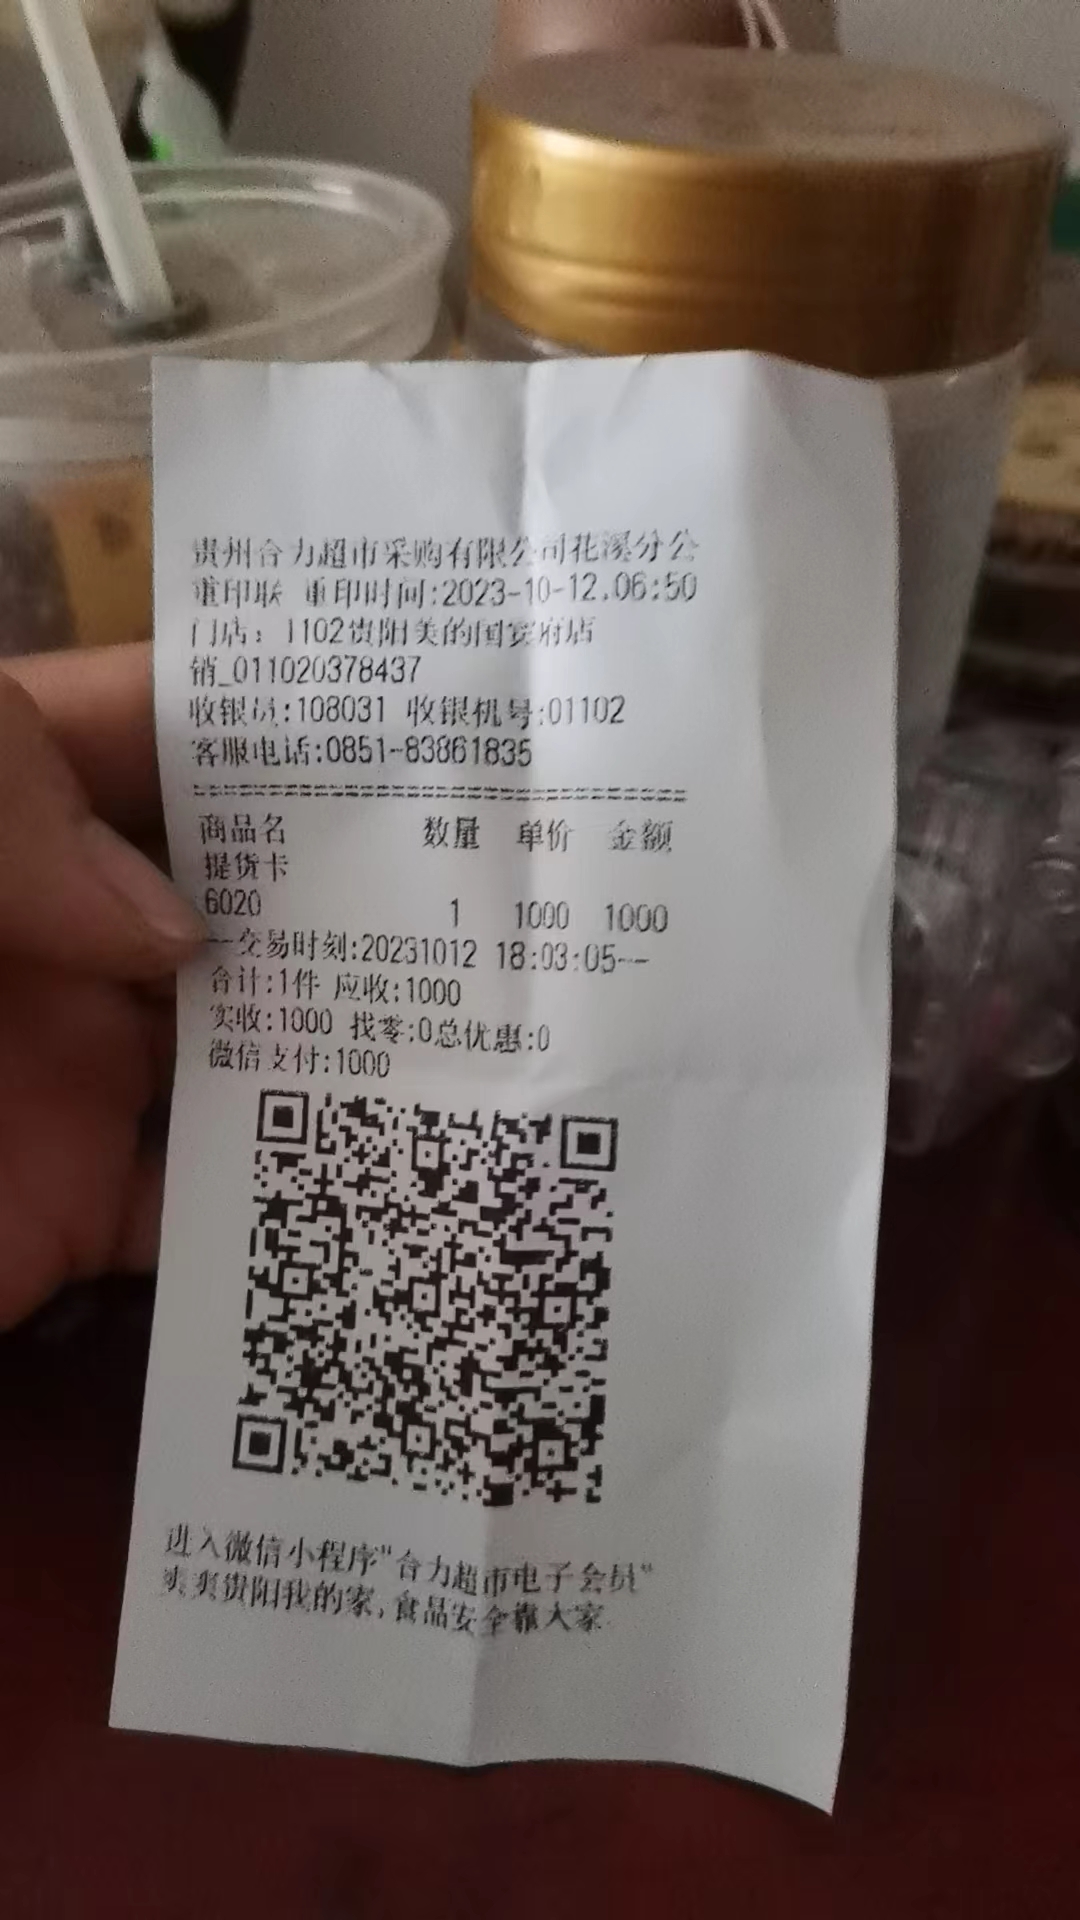 贵州合力超市采购有限公司花溪分公
重印联 重印时间:2023-10-12.06:50
门店：1102贵阳美的国宾府店
销_011020378437
收银员:108031 收银机号:01102
客服电话:0851-83861835
商品名 数量 单价 金额
提货卡
6020 1 1000 1000
--交易时刻:20231012 18:03:05--
合计:1件 应收:1000
实收:1000 找零:0总优惠:0
微信支付:1000
进入微信小程序"合力超市电子会员"
爽爽贵阳我的家,食品安全靠大家